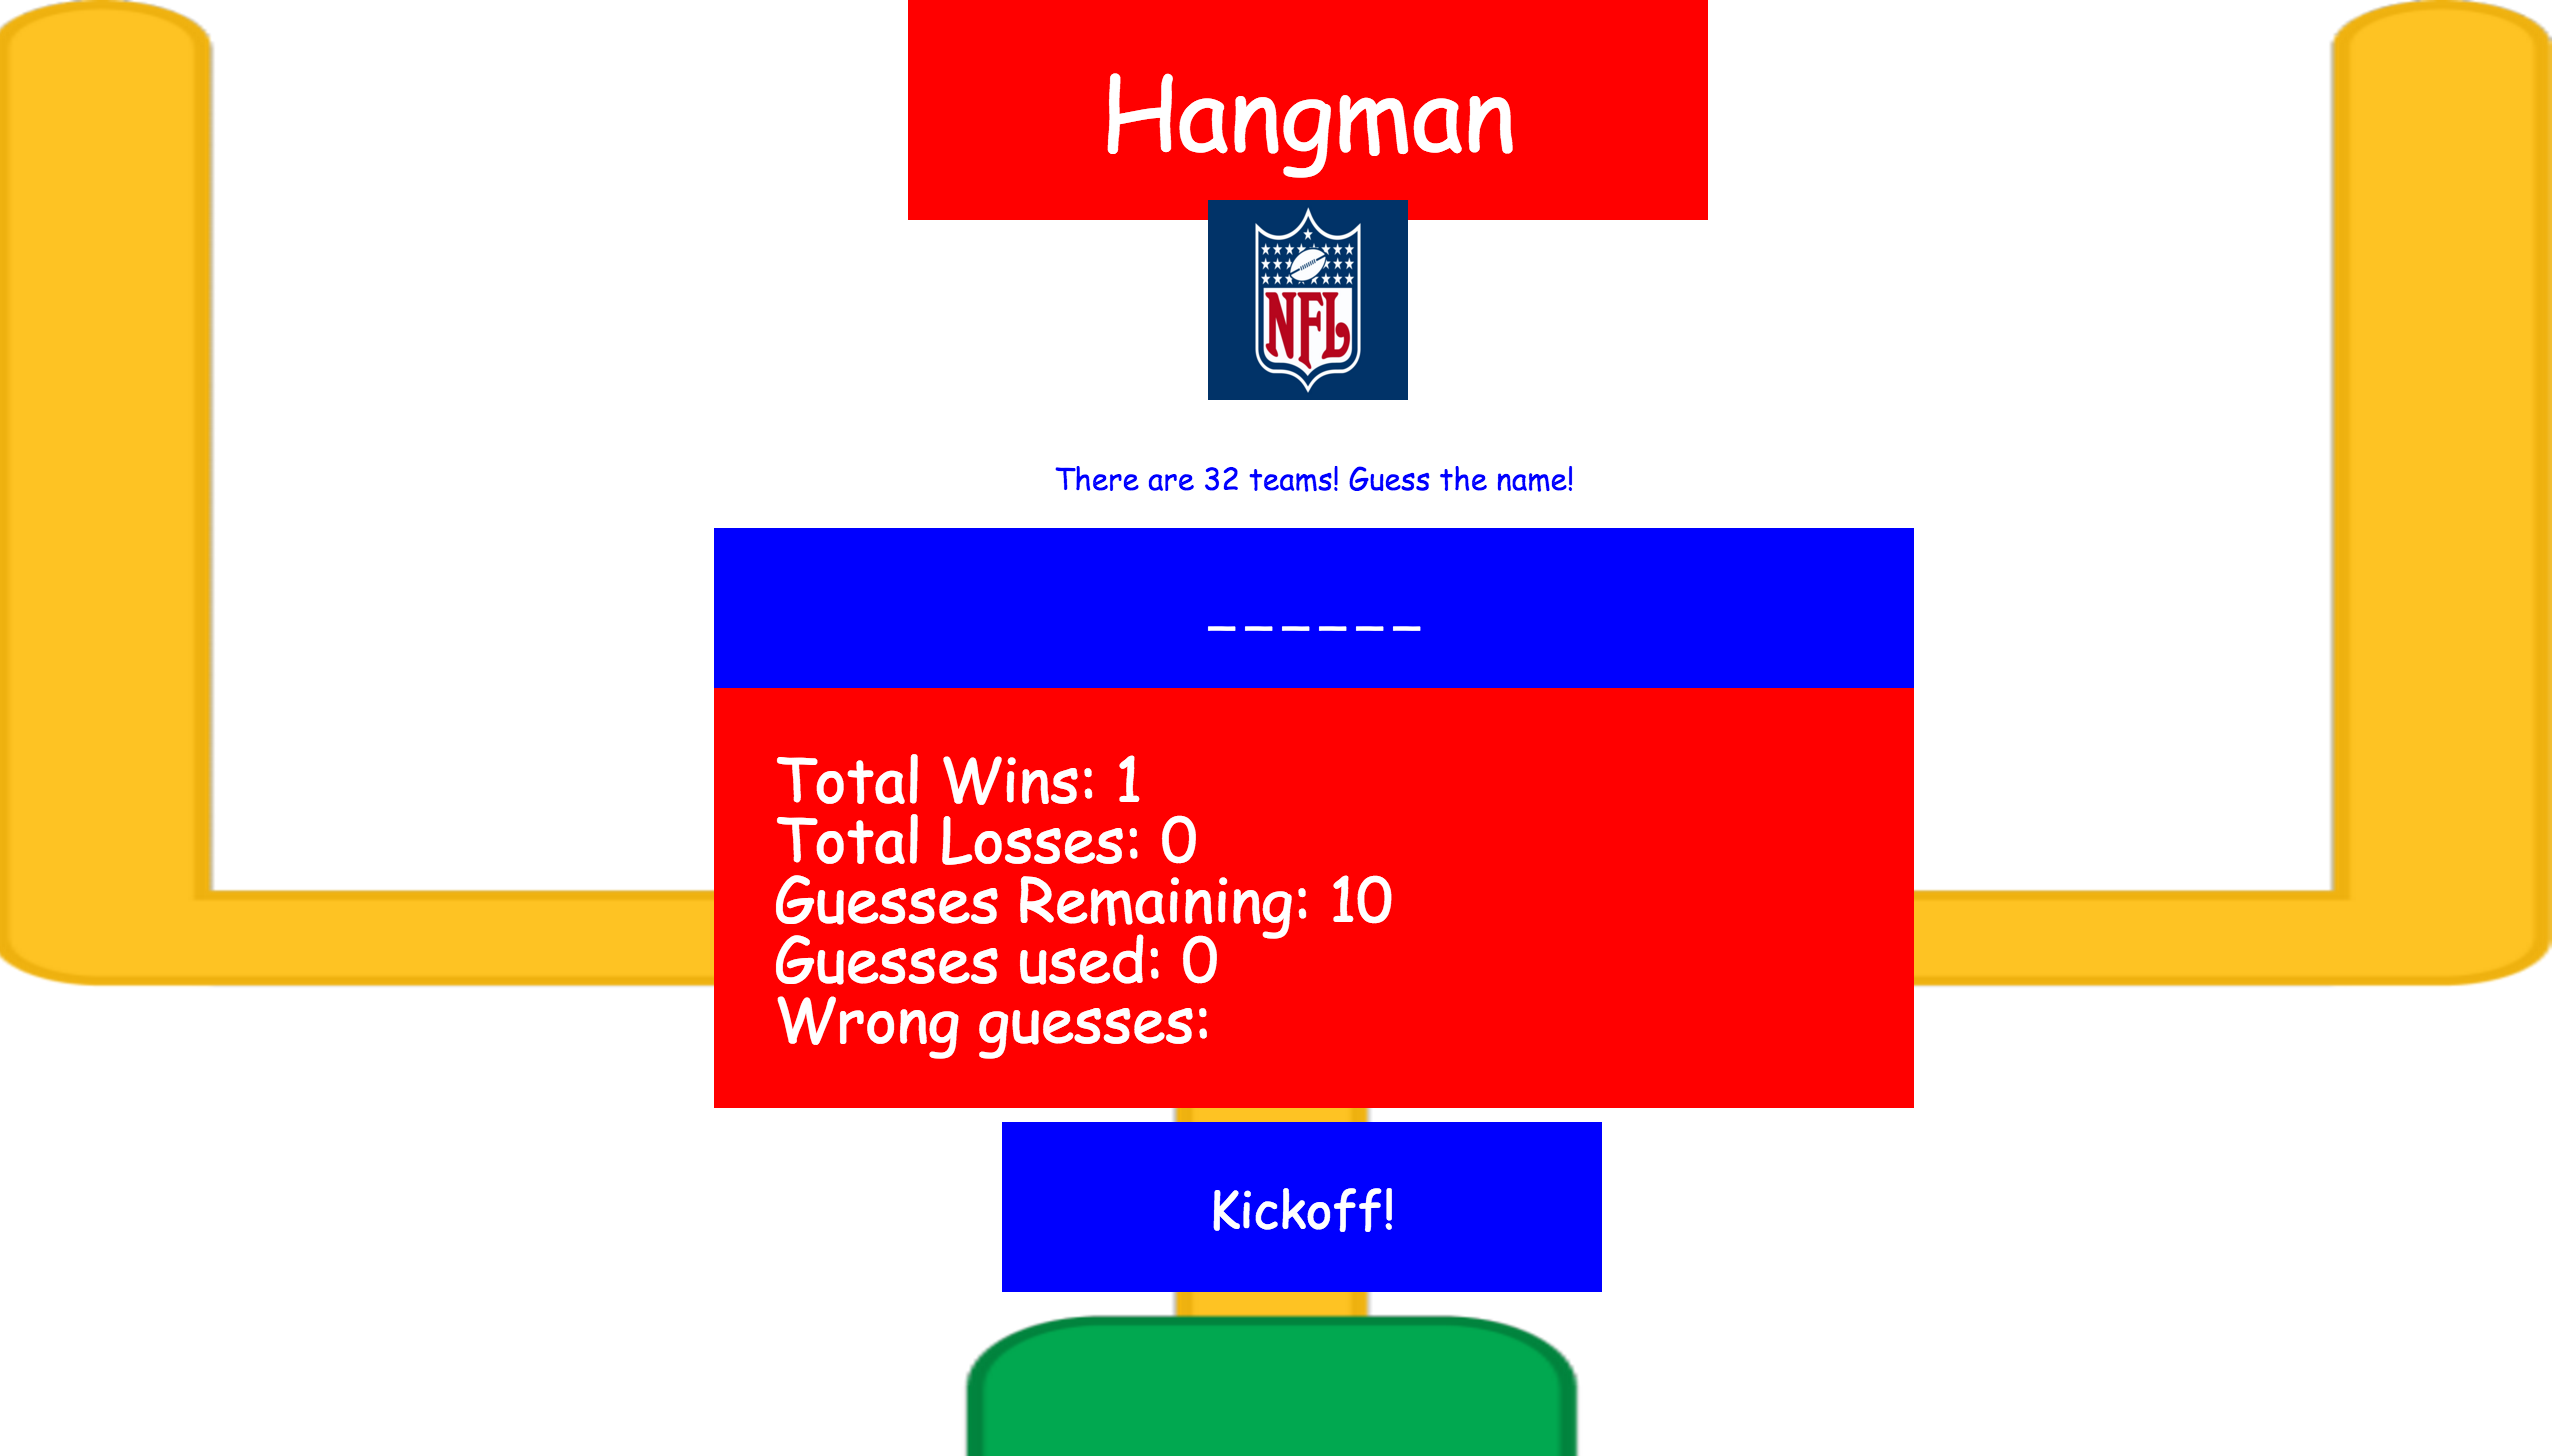 Hangman
NFL
There are 32 teams! Guess the name!
______
Total Wins: 1
Total Losses: 0
Guesses Remaining: 10
Guesses used: 0
Wrong guesses:
Kickoff!